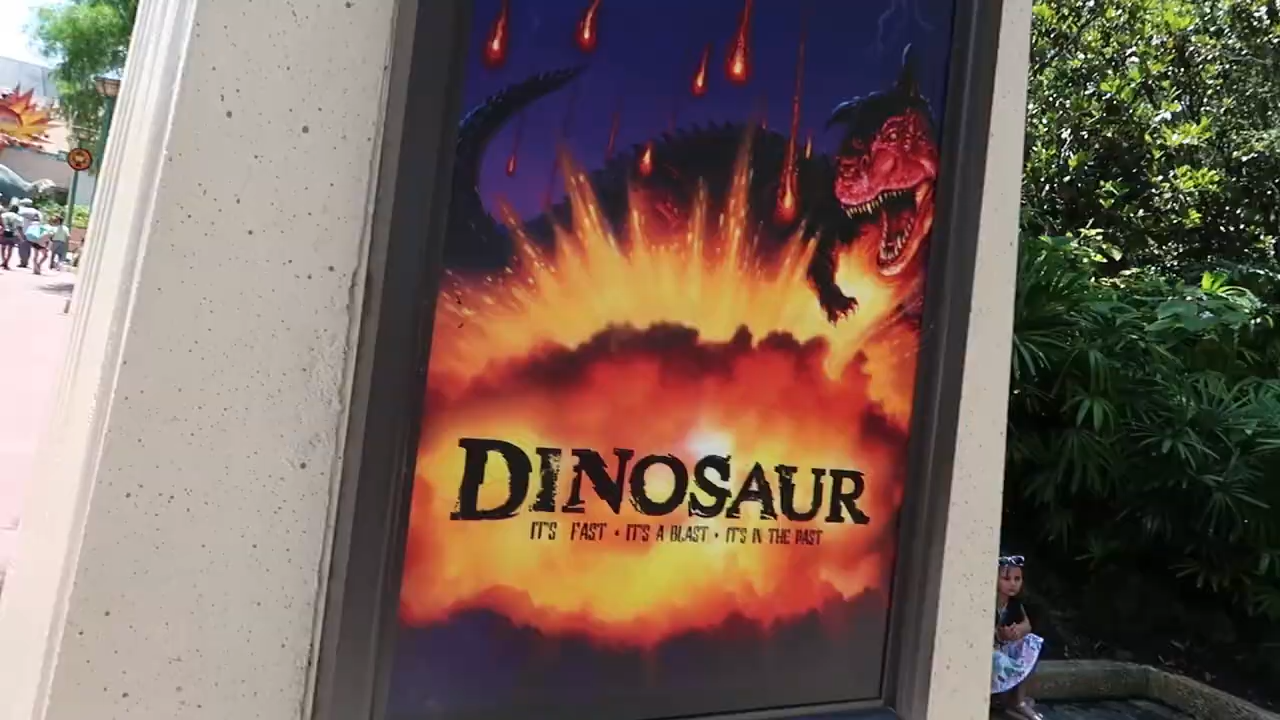 DINOSAUR
IT'S FAST • IT'S A BLAST • IT'S IN THE PAST